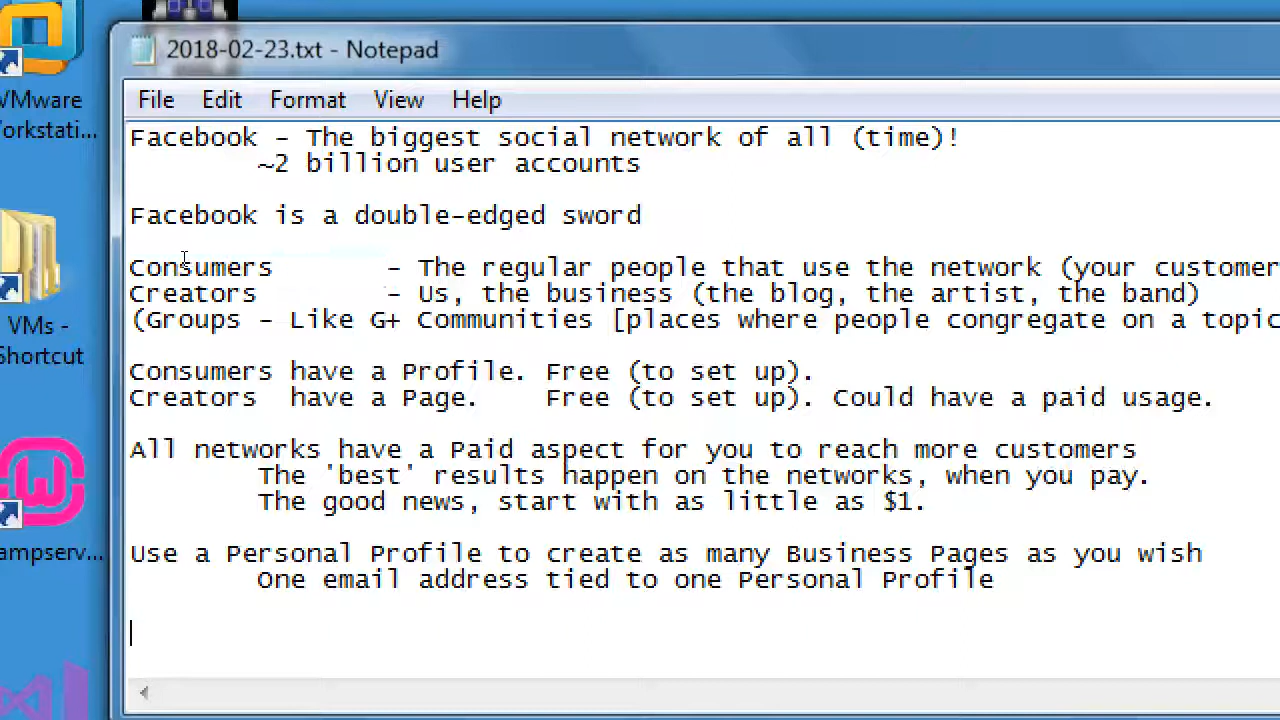 2018-02-23.txt - Notepad
File Edit Format View Help
Facebook - The biggest social network of all (time)!
~2 billion user accounts
Facebook is a double-edged sword
Consumers - The regular people that use the network (your customer
Creators - Us, the business (the blog, the artist, the band)
(Groups - Like G+ Communities [places where people congregate on a topic
Consumers have a Profile. Free (to set up).
Creators have a Page. Free (to set up). Could have a paid usage.
All networks have a Paid aspect for you to reach more customers
The 'best' results happen on the networks, when you pay.
The good news, start with as little as $1.
Use a Personal Profile to create as many Business Pages as you wish
One email address tied to one Personal Profile
VMware
orkstati...
VMs -
Shortcut
ampserv...